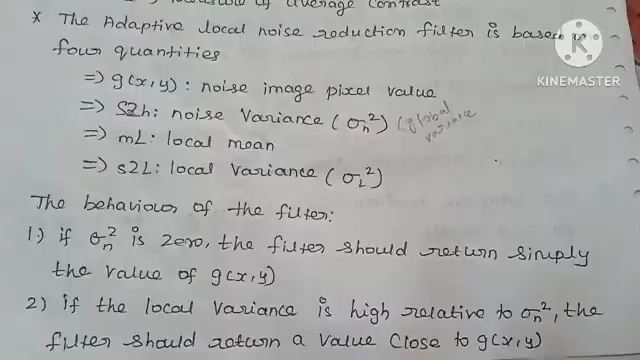 of average contrast
x The Adaptive local noise reduction filter is based
four quantities
=> g(x,y) : noise image pixel value
=> S2h: noise variance (σn²) (global variance
=> mL: local mean
=> s2L: local variance (σL²)
The behaviour of the filter:
1) if σn² is zero, the filter should return simply
the value of g(x,y)
2) if the local variance is high relative to σn², the
filter should return a value close to g(x,y)
KINEMASTER